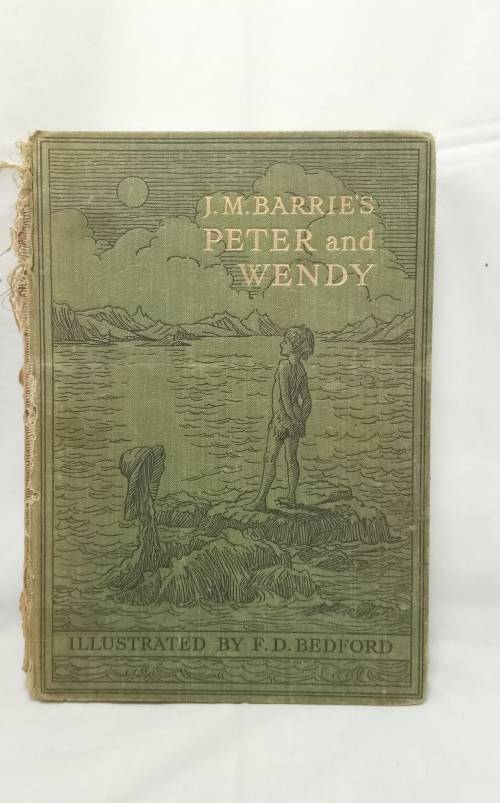 J.M. BARRIE'S
PETER and
WENDY
ILLUSTRATED BY F. D. BEDFORD